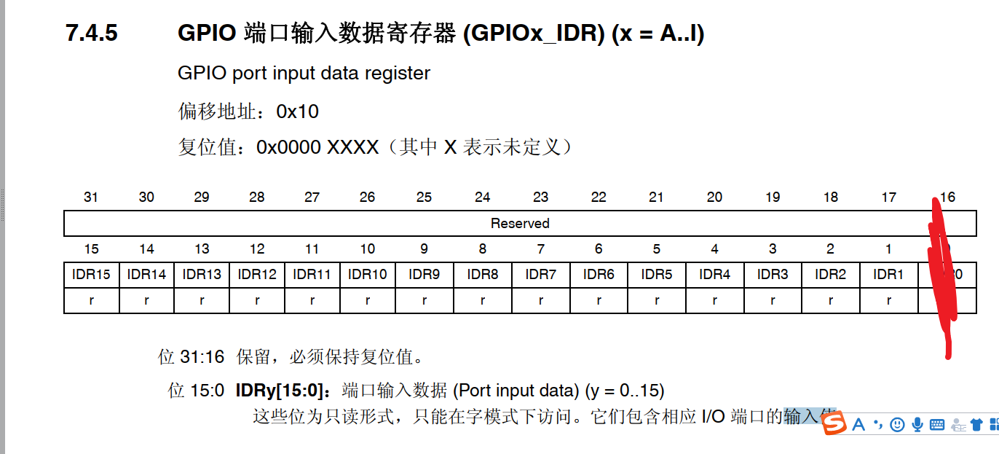 7.4.5 GPIO 端口输入数据寄存器 (GPIOx_IDR) (x = A..I)
GPIO port input data register
偏移地址：0x10
复位值：0x0000 XXXX（其中 X 表示未定义）
31 30 29 28 27 26 25 24 23 22 21 20 19 18 17 16
Reserved
15 14 13 12 11 10 9 8 7 6 5 4 3 2 1
IDR15 IDR14 IDR13 IDR12 IDR11 IDR10 IDR9 IDR8 IDR7 IDR6 IDR5 IDR4 IDR3 IDR2 IDR1
r r r r r r r r r r r r r r r
位 31:16 保留，必须保持复位值。
位 15:0 IDRy[15:0]：端口输入数据 (Port input data) (y = 0..15)
这些位为只读形式，只能在字模式下访问。它们包含相应 I/O 端口的输入
S A